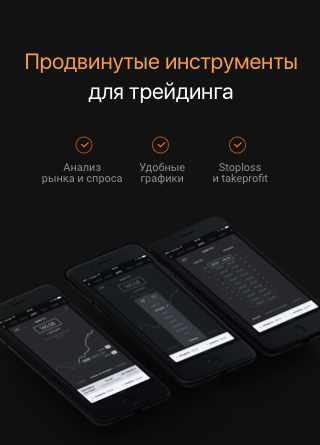 Продвинутые инструменты
для трейдинга
Анализ
рынка и спроса
Удобные
графики
Stoploss
и takeprofit